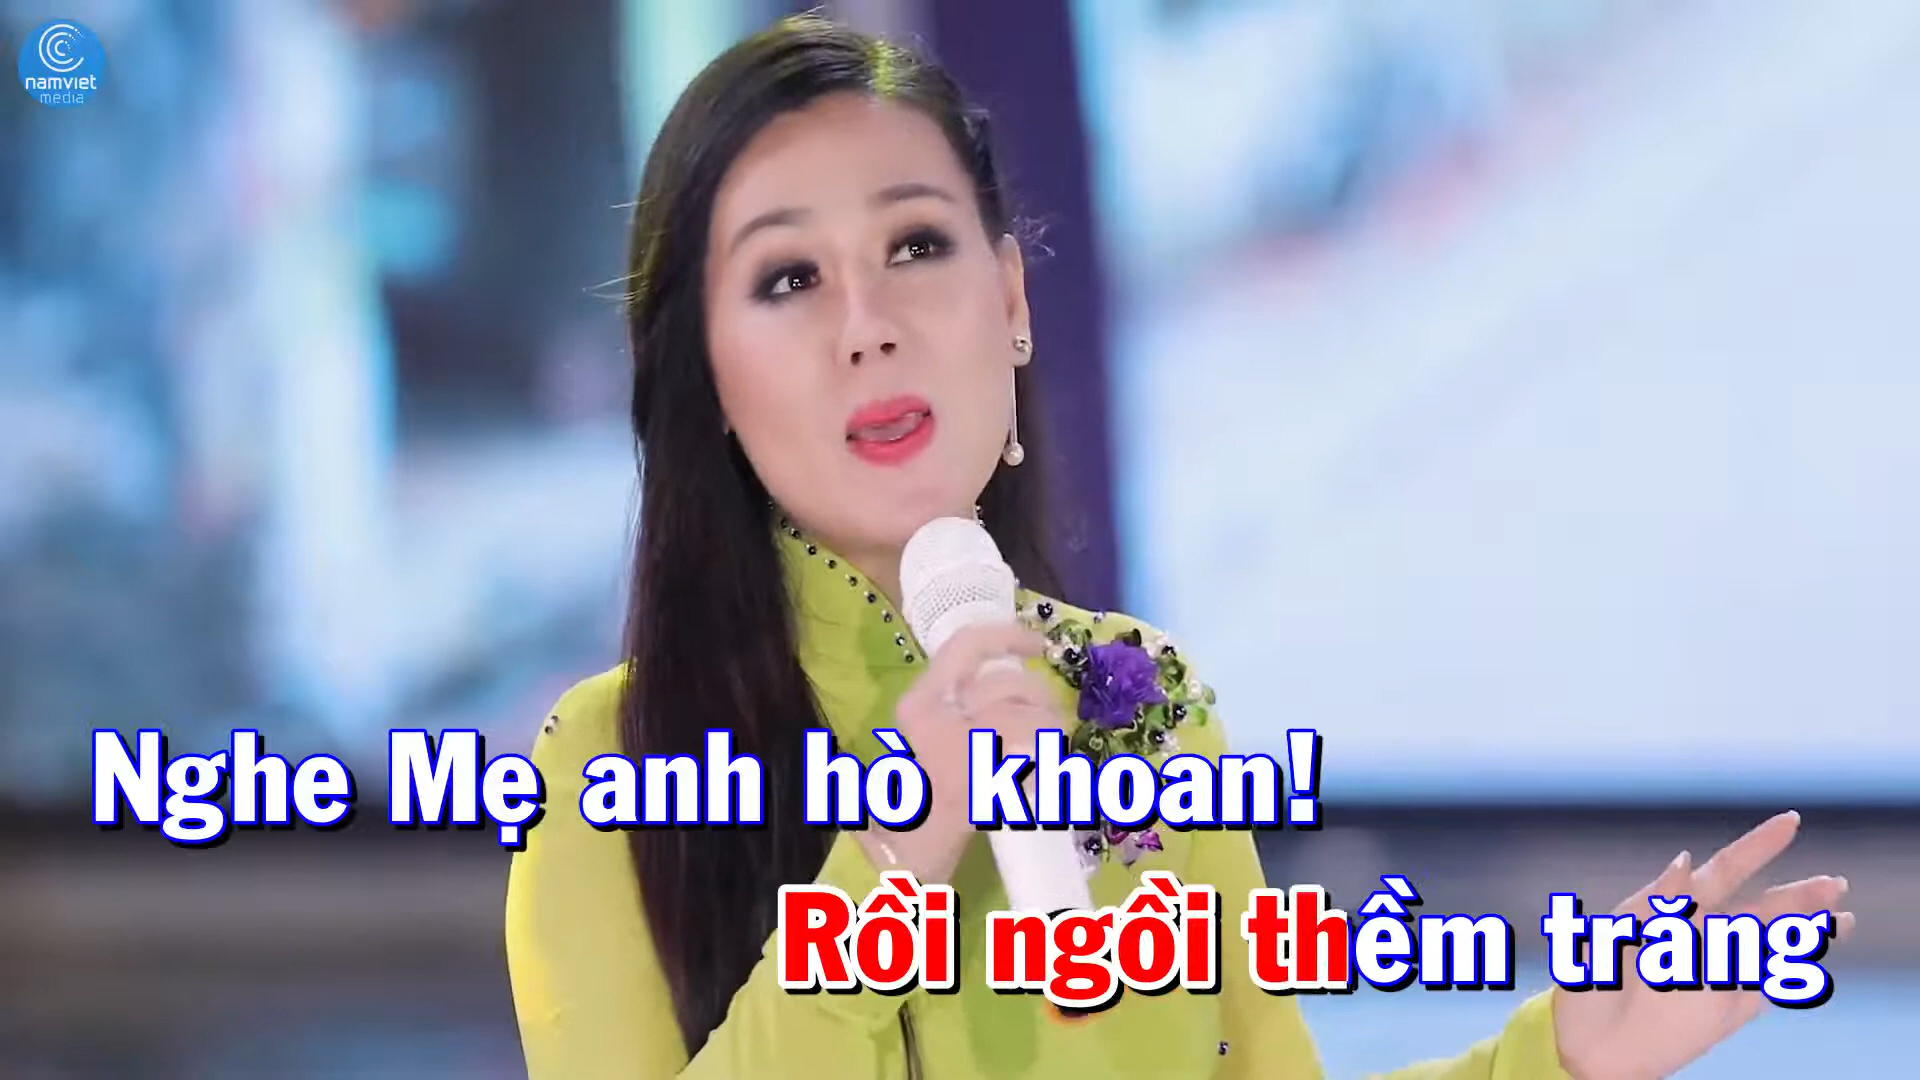 namviet
media
Nghe Mẹ anh hò khoan!
Rồi ngồi thềm trăng